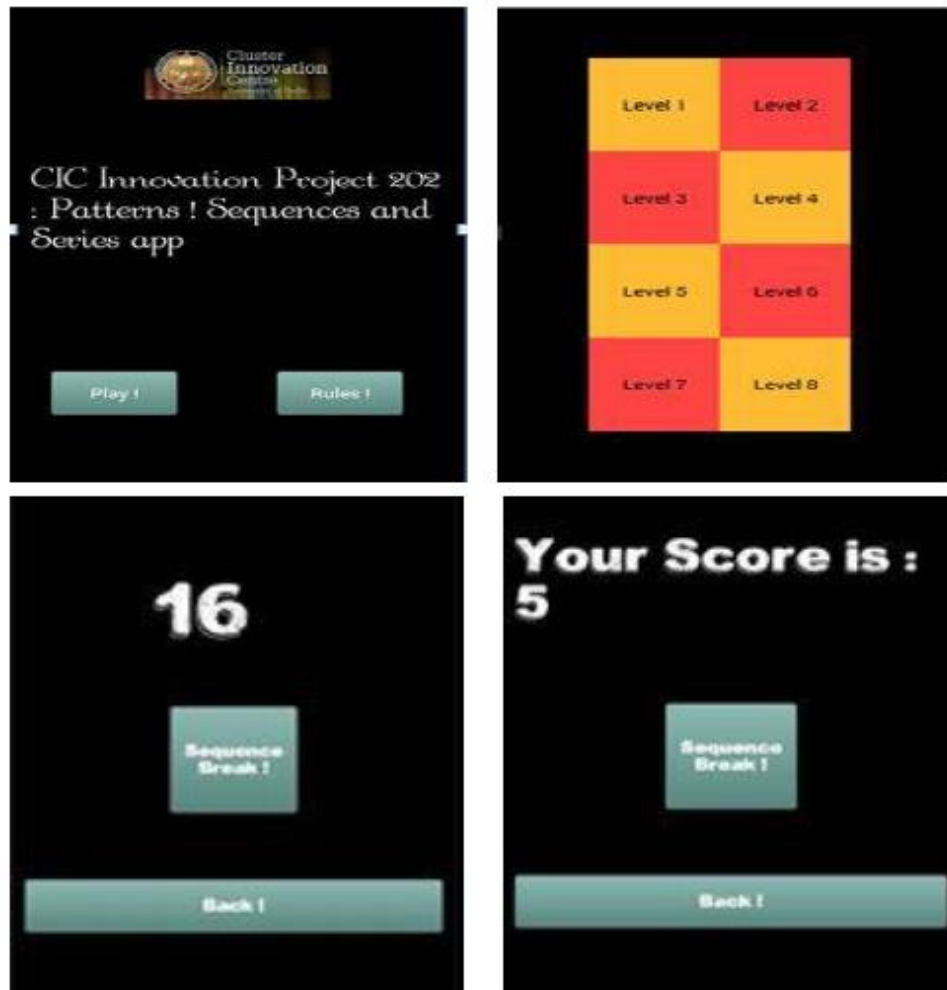 Cluster
Innovation
Centre
CIC Innovation Project 202
: Patterns ! Sequences and
Series app
Play !
Rules !
Level 1
Level 2
Level 3
Level 4
Level 5
Level 6
Level 7
Level 8
16
Sequence
Break !
Back !
Your Score is :
5
Sequence
Break !
Back !